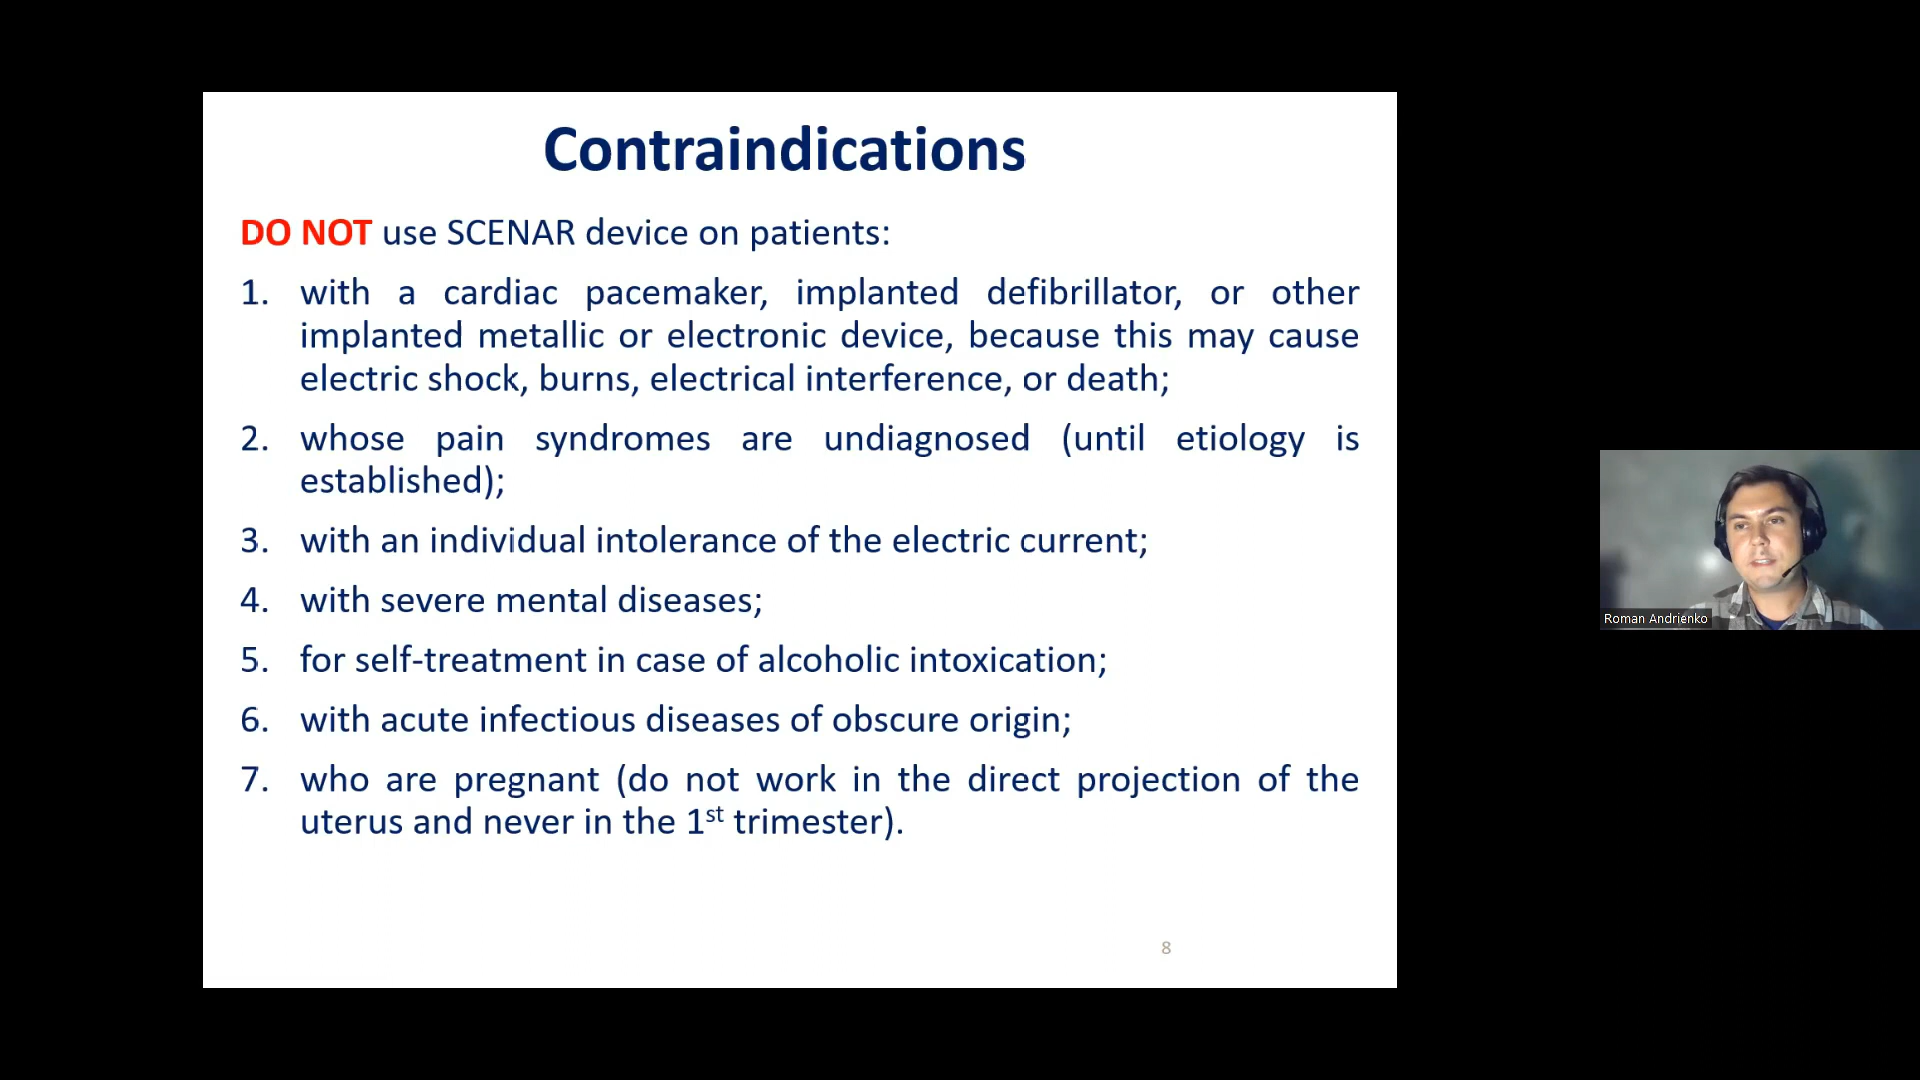 Contraindications
DO NOT use SCENAR device on patients:
1. with a cardiac pacemaker, implanted defibrillator, or other
implanted metallic or electronic device, because this may cause
electric shock, burns, electrical interference, or death;
2. whose pain syndromes are undiagnosed (until etiology is
established);
3. with an individual intolerance of the electric current;
4. with severe mental diseases;
5. for self-treatment in case of alcoholic intoxication;
6. with acute infectious diseases of obscure origin;
7. who are pregnant (do not work in the direct projection of the
uterus and never in the 1st trimester).
8
Roman Andrienko